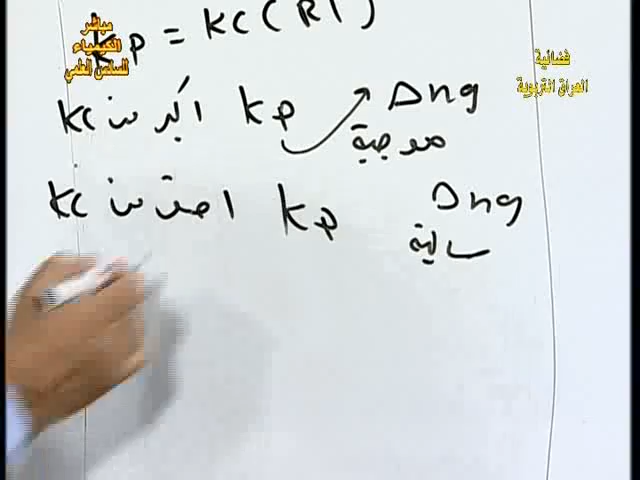 مباشر
الكيمياء
للسادس العلمي
فضائية
العراق التربوية
Kp = Kc (RT)
Δng Kp اكبر من Kc
موجبة
Δng Kp اصغر من Kc
سالبة